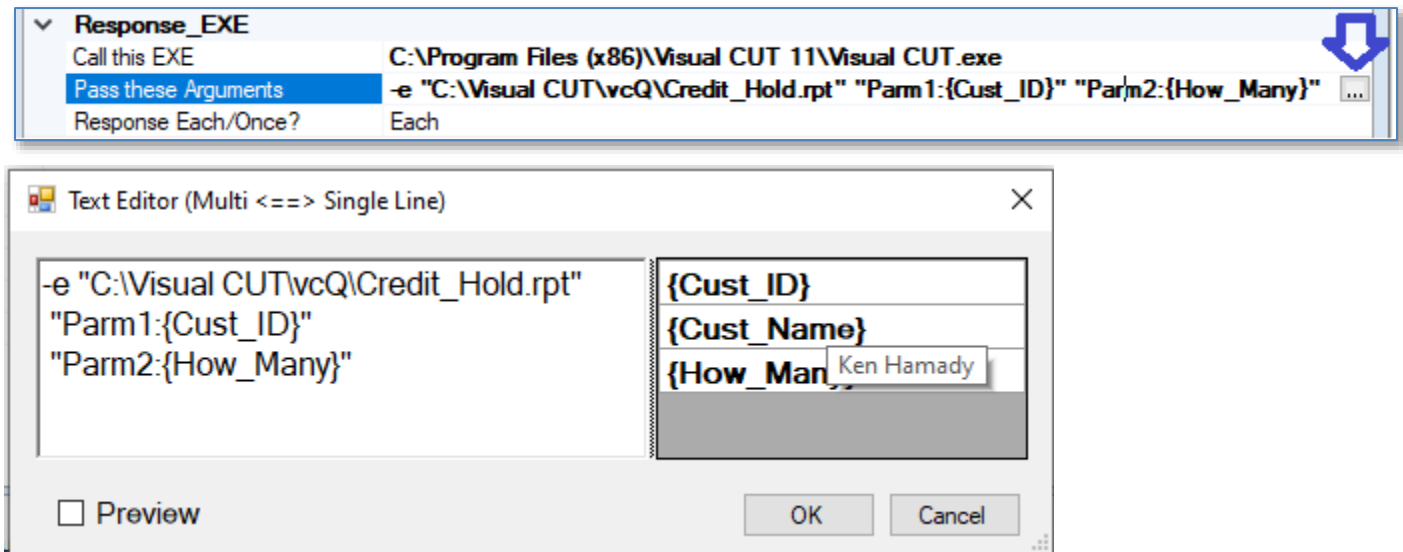 Response_EXE
Call this EXE C:\Program Files (x86)\Visual CUT 11\Visual CUT.exe
Pass these Arguments -e "C:\Visual CUT\vcQ\Credit_Hold.rpt" "Parm1:{Cust_ID}" "Parm2:{How_Many}" ...
Response Each/Once? Each
Text Editor (Multi <==> Single Line)
-e "C:\Visual CUT\vcQ\Credit_Hold.rpt"
"Parm1:{Cust_ID}"
"Parm2:{How_Many}"
{Cust_ID}
{Cust_Name}
Ken Hamady
{How_Man
Preview
OK Cancel